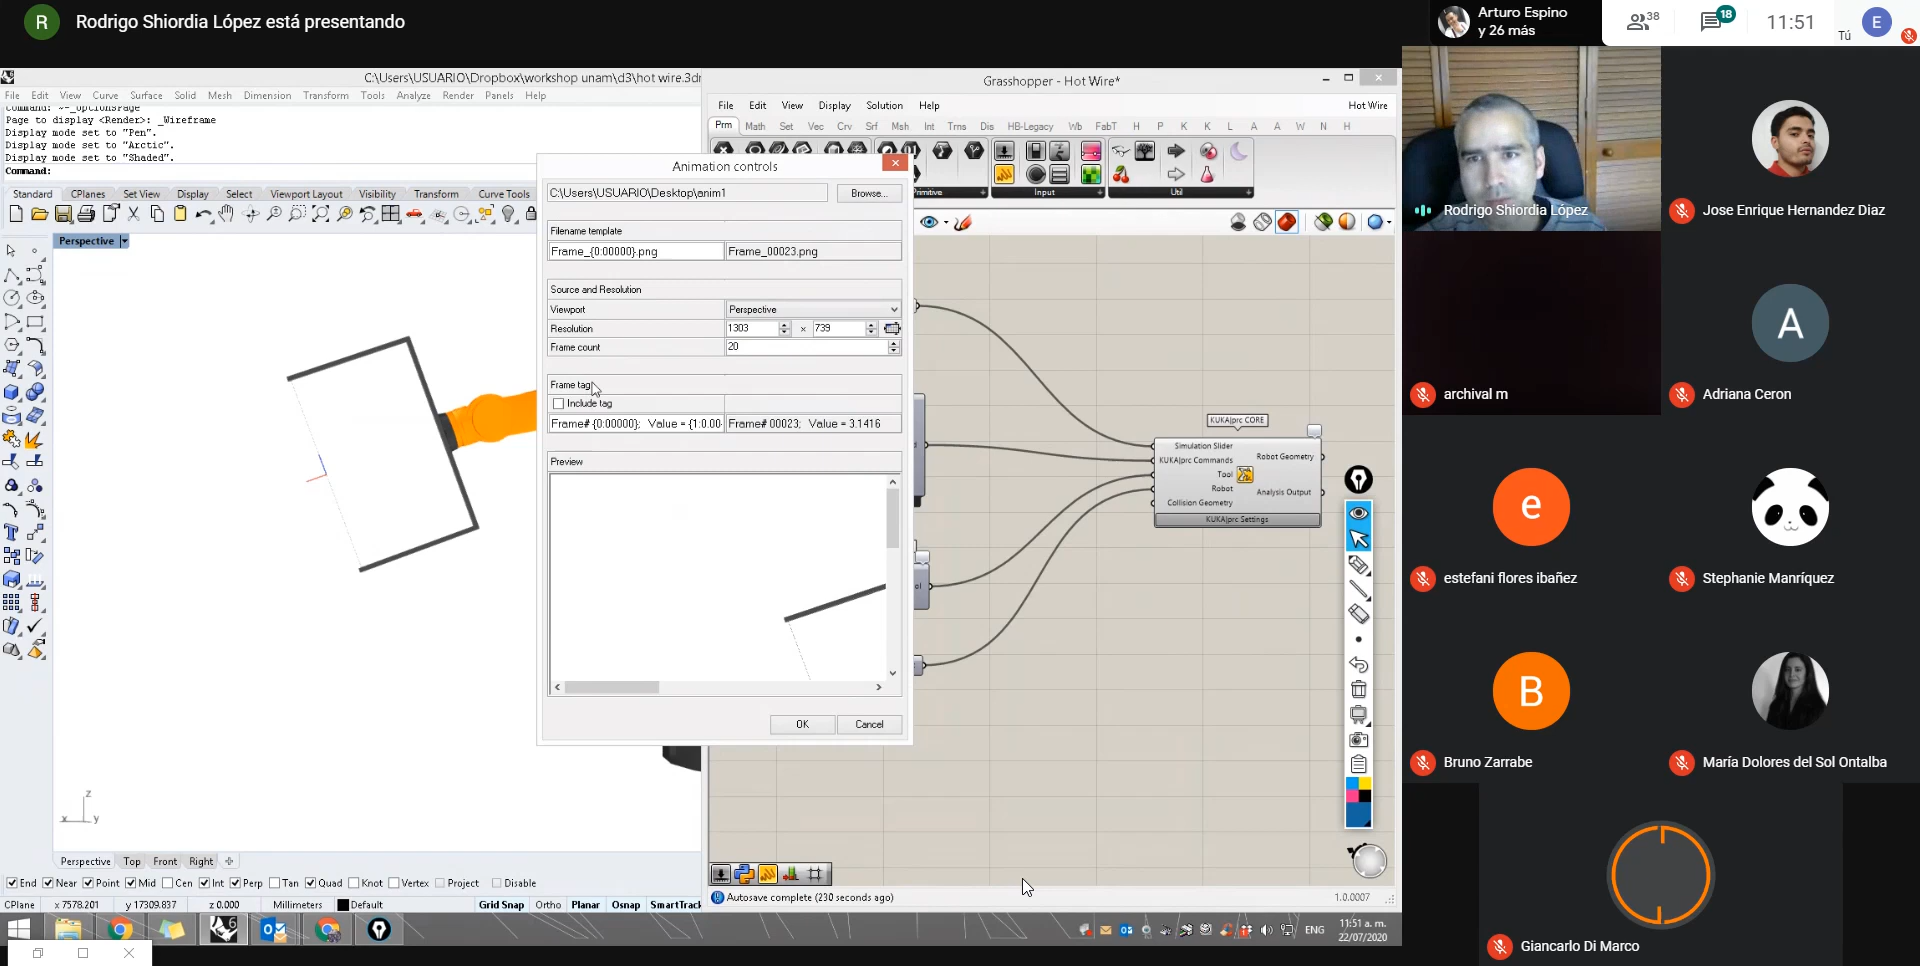 R Rodrigo Shiordia López está presentando
Arturo Espino
y 26 más
38
18
11:51
Tú
E
C:\Users\USUARIO\Dropbox\workshop unam\d3\hot wire.3dr
File Edit View Curve Surface Solid Mesh Dimension Transform Tools Analyze Render Panels Help
Page to display <Render>: _Wireframe
Display mode set to "Pen".
Display mode set to "Arctic".
Display mode set to "Shaded".
Command:
Standard CPlanes Set View Display Select Viewport Layout Visibility Transform Curve Tools
Perspective
Grasshopper - Hot Wire*
File Edit View Display Solution Help
Hot Wire
Prm Math Set Vec Crv Srf Msh Int Trns Dis HB-Legacy Wb FabT H P K K L A A W N H
Input
Util
Animation controls
C:\Users\USUARIO\Desktop\anim1
Browse...
Filename template
Frame_{0:00000}.png
Frame_00023.png
Source and Resolution
Viewport
Perspective
Resolution
1303 x 739
Frame count
20
Frame tag
Include tag
Frame# {0:00000}; Value = {1:0.00
Frame# 00023; Value = 3.1416
Preview
OK
Cancel
KUKA|prc CORE
Simulation Slider
KUKA|prc Commands
Tool
Robot
Collision Geometry
Robot Geometry
Analysis Output
KUKA|prc Settings
z
x
y
Perspective Top Front Right
End Near Point Mid Cen Int Perp Tan Quad Knot Vertex Project Disable
CPlane x 7578.201 y 17309.837 z 0.000 Millimeters Default Grid Snap Ortho Planar Osnap SmartTrack
Autosave complete (230 seconds ago)
1.0.0007
ENG
11:51 a. m.
22/07/2020
Rodrigo Shiordia López
Jose Enrique Hernandez Diaz
archival m
A
Adriana Ceron
e
estefani flores ibañez
Stephanie Manríquez
B
Bruno Zarrabe
María Dolores del Sol Ontalba
Giancarlo Di Marco